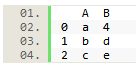 01.    A  B
02. 0  a  4
03. 1  b  d
04. 2  c  e